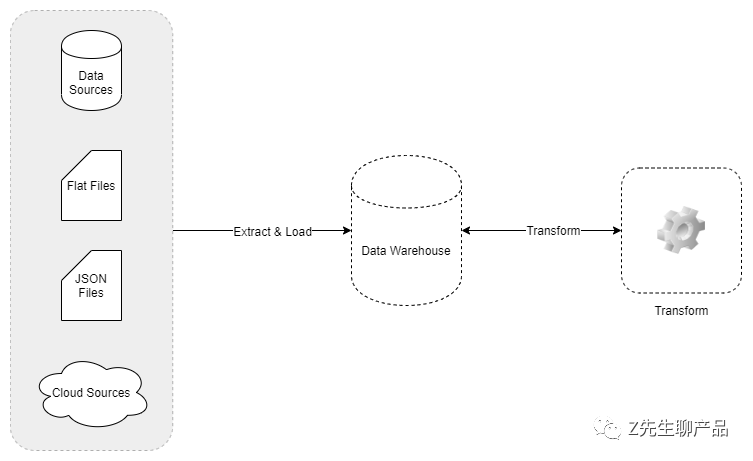 Data
Sources
Flat Files
JSON
Files
Cloud Sources
Extract & Load
Data Warehouse
Transform
Transform
Z先生聊产品